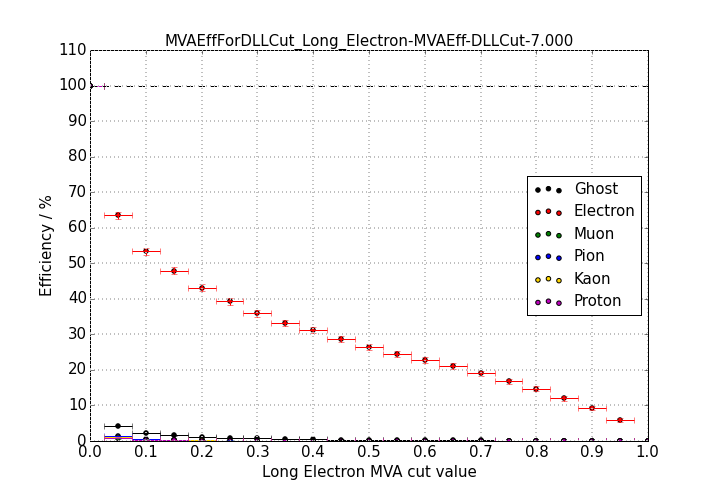 MVAEffForDLLCut_Long_Electron-MVAEff-DLLCut-7.000
Efficiency / %
110
100
90
80
70
60
50
40
30
20
10
0
Ghost
Electron
Muon
Pion
Kaon
Proton
0.0 0.1 0.2 0.3 0.4 0.5 0.6 0.7 0.8 0.9 1.0
Long Electron MVA cut value